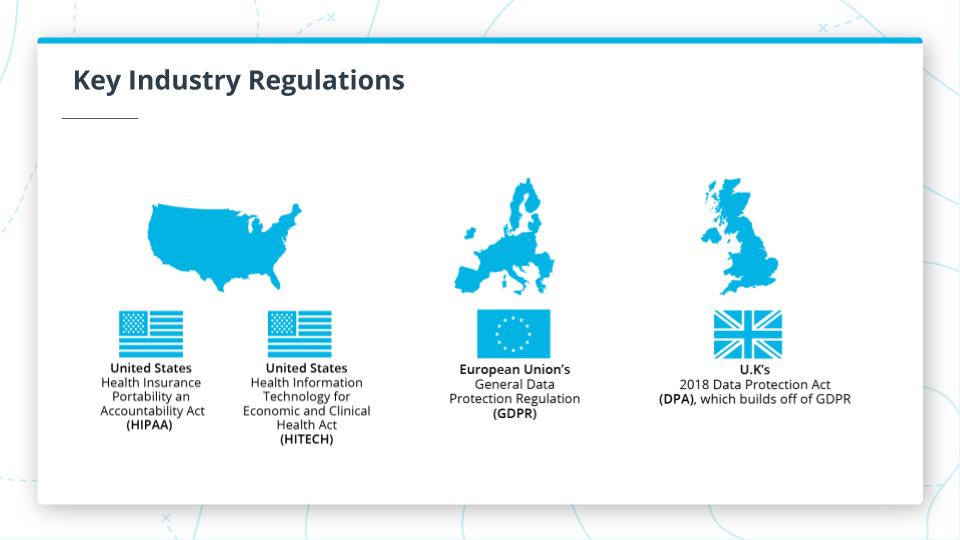 Key Industry Regulations
United States
Health Insurance
Portability an
Accountability Act
(HIPAA)
United States
Health Information
Technology for
Economic and Clinical
Health Act
(HITECH)
European Union's
General Data
Protection Regulation
(GDPR)
U.K's
2018 Data Protection Act
(DPA), which builds off of GDPR